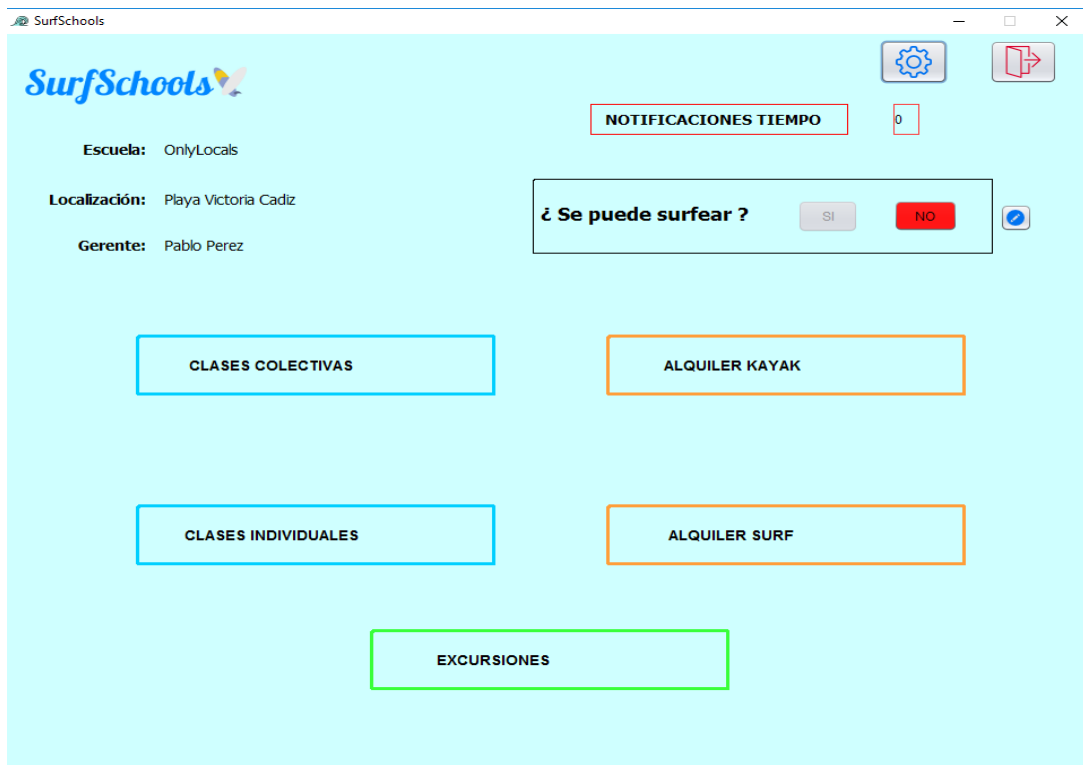 SurfSchools
SurfSchools
NOTIFICACIONES TIEMPO 0
Escuela: OnlyLocals
Localización: Playa Victoria Cadiz
¿ Se puede surfear ? SI NO
Gerente: Pablo Perez
CLASES COLECTIVAS
ALQUILER KAYAK
CLASES INDIVIDUALES
ALQUILER SURF
EXCURSIONES